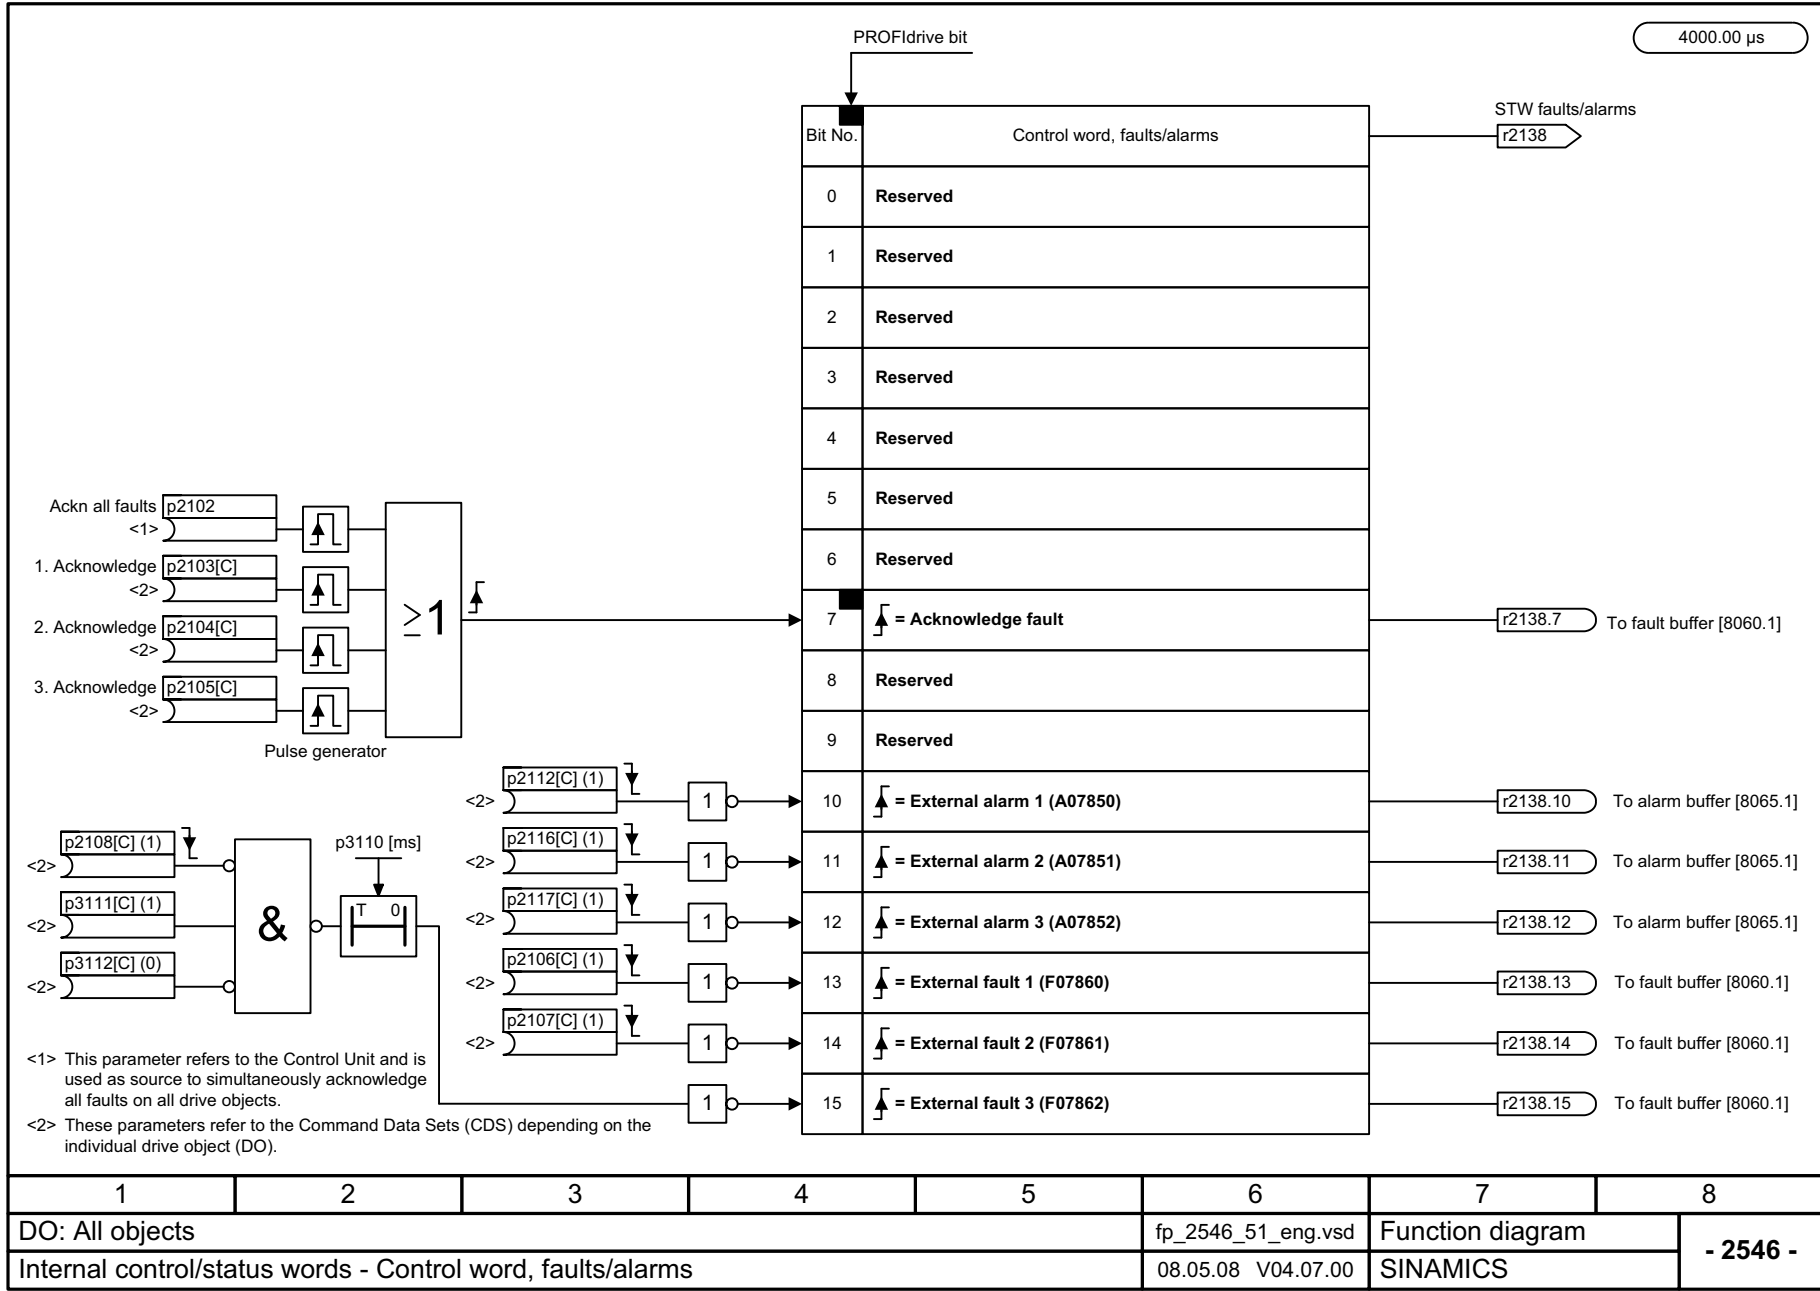 PROFIdrive bit
4000.00 µs
STW faults/alarms
Bit No. Control word, faults/alarms r2138
0 Reserved
1 Reserved
2 Reserved
3 Reserved
4 Reserved
5 Reserved
6 Reserved
7 = Acknowledge fault r2138.7 To fault buffer [8060.1]
8 Reserved
9 Reserved
10 = External alarm 1 (A07850) r2138.10 To alarm buffer [8065.1]
11 = External alarm 2 (A07851) r2138.11 To alarm buffer [8065.1]
12 = External alarm 3 (A07852) r2138.12 To alarm buffer [8065.1]
13 = External fault 1 (F07860) r2138.13 To fault buffer [8060.1]
14 = External fault 2 (F07861) r2138.14 To fault buffer [8060.1]
15 = External fault 3 (F07862) r2138.15 To fault buffer [8060.1]
Ackn all faults p2102
<1>
1. Acknowledge p2103[C]
<2>
2. Acknowledge p2104[C]
<2>
3. Acknowledge p2105[C]
<2>
≥1
Pulse generator
p2112[C] (1)
<2> 1
p2116[C] (1)
<2> 1
p2117[C] (1)
<2> 1
p2106[C] (1)
<2> 1
p2107[C] (1)
<2> 1
1
p2108[C] (1)
<2>
p3111[C] (1)
<2>
p3112[C] (0)
<2>
&
p3110 [ms]
T 0
<1> This parameter refers to the Control Unit and is
used as source to simultaneously acknowledge
all faults on all drive objects.
<2> These parameters refer to the Command Data Sets (CDS) depending on the
individual drive object (DO).
1 2 3 4 5 6 7 8
DO: All objects fp_2546_51_eng.vsd Function diagram
- 2546 -
Internal control/status words - Control word, faults/alarms 08.05.08 V04.07.00 SINAMICS